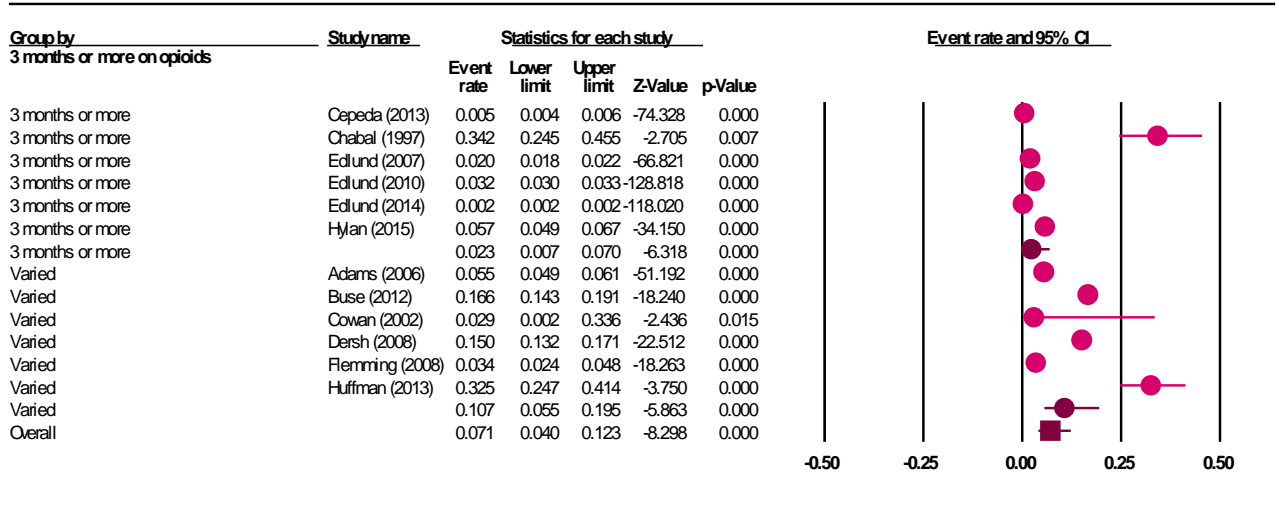 Group by Study name Statistics for each study Event rate and 95% CI
3 months or more on opioids
Event Lower Upper
rate limit limit Z-Value p-Value
3 months or more Cepeda (2013) 0.005 0.004 0.006 -74.328 0.000
3 months or more Chabal (1997) 0.342 0.245 0.455 -2.705 0.007
3 months or more Edlund (2007) 0.020 0.018 0.022 -66.821 0.000
3 months or more Edlund (2010) 0.032 0.030 0.033 -128.818 0.000
3 months or more Edlund (2014) 0.002 0.002 0.002 -118.020 0.000
3 months or more Hylan (2015) 0.057 0.049 0.067 -34.150 0.000
3 months or more 0.023 0.007 0.070 -6.318 0.000
Varied Adams (2006) 0.055 0.049 0.061 -51.192 0.000
Varied Buse (2012) 0.166 0.143 0.191 -18.240 0.000
Varied Cowan (2002) 0.029 0.002 0.336 -2.436 0.015
Varied Dersh (2008) 0.150 0.132 0.171 -22.512 0.000
Varied Flemming (2008) 0.034 0.024 0.048 -18.263 0.000
Varied Huffman (2013) 0.325 0.247 0.414 -3.750 0.000
Varied 0.107 0.055 0.195 -5.863 0.000
Overall 0.071 0.040 0.123 -8.298 0.000
-0.50 -0.25 0.00 0.25 0.50